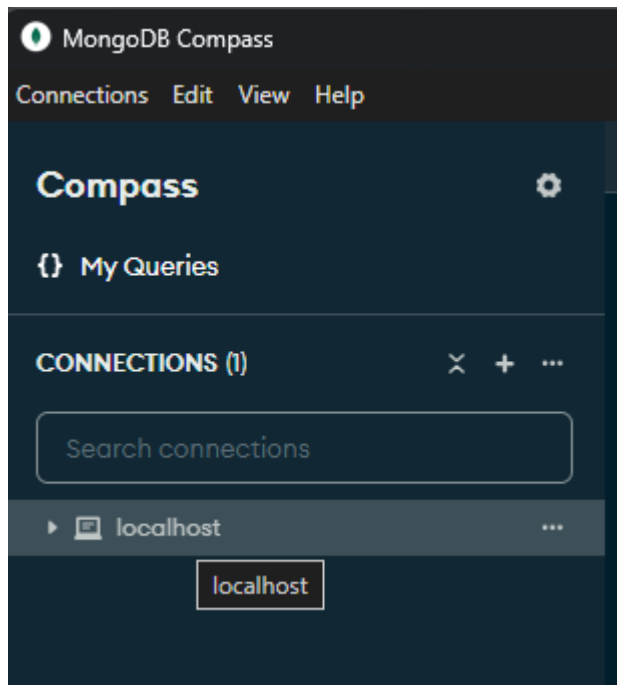 MongoDB Compass
Connections Edit View Help
Compass
{} My Queries
CONNECTIONS (1)
Search connections
localhost
localhost